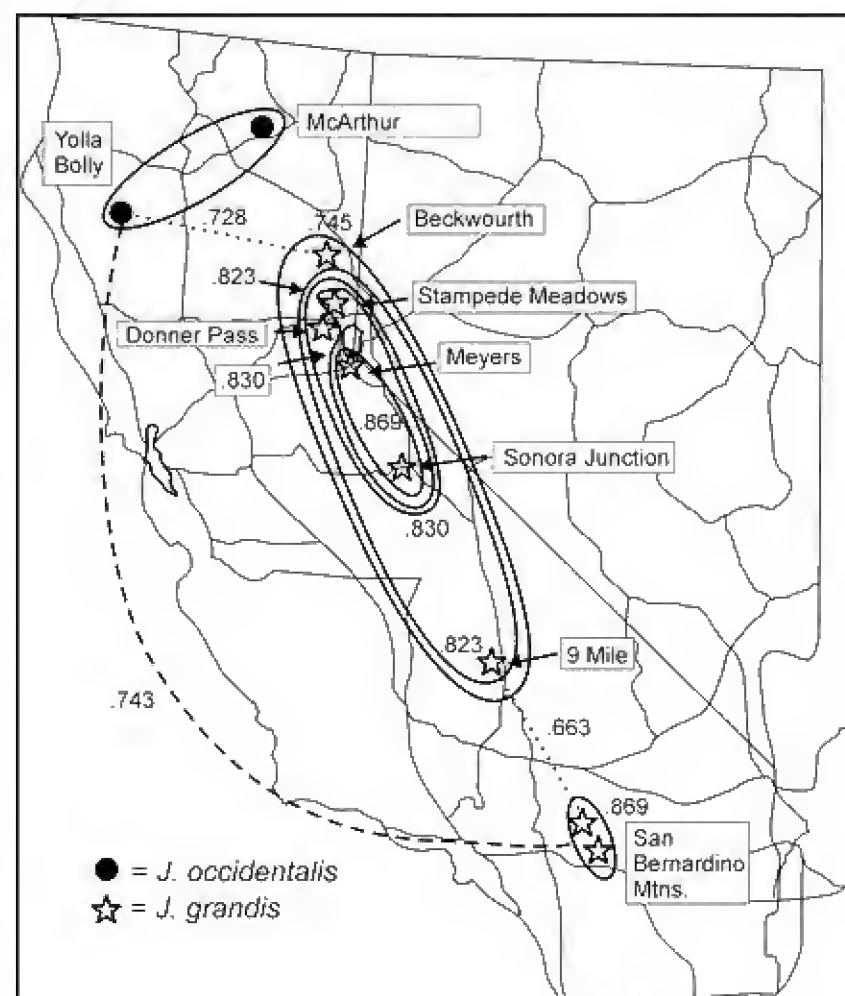 McArthur
Yolla
Bolly
.728
.745
Beckwourth
.823
Stampede Meadows
Donner Pass
Meyers
.830
.869
Sonora Junction
.830
.823
9 Mile
.743
.663
.869
San
Bernardino
Mtns.
= J. occidentalis
= J. grandis